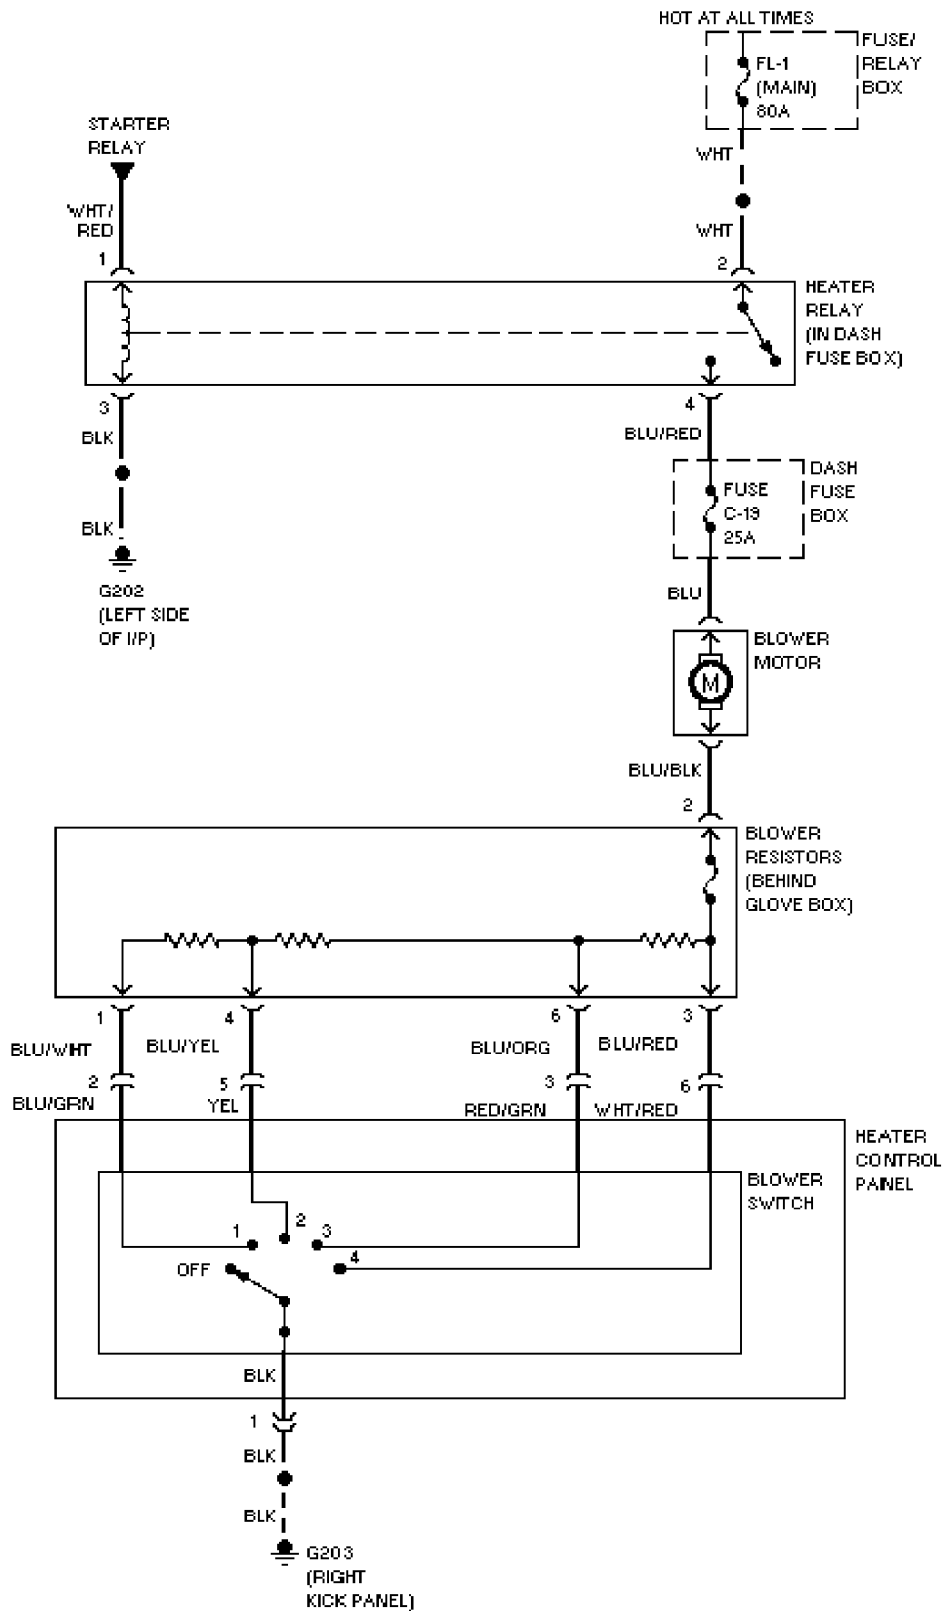 HOT AT ALL TIMES
FUSE/
RELAY
BOX
FL-1
(MAIN)
80A
STARTER
RELAY
WHT
WHT/
RED
WHT
1
2
HEATER
RELAY
(IN DASH
FUSE BOX)
3
4
BLK
BLU/RED
DASH
FUSE
BOX
FUSE
C-19
25A
BLK
G202
(LEFT SIDE
OF I/P)
BLU
BLOWER
MOTOR
M
BLU/BLK
2
BLOWER
RESISTORS
(BEHIND
GLOVE BOX)
1
4
6
3
BLU/WHT
BLU/YEL
BLU/ORG
BLU/RED
2
5
3
6
BLU/GRN
YEL
RED/GRN
WHT/RED
HEATER
CONTROL
PANEL
BLOWER
SWITCH
1
2
3
4
OFF
BLK
1
BLK
BLK
G203
(RIGHT
KICK PANEL)